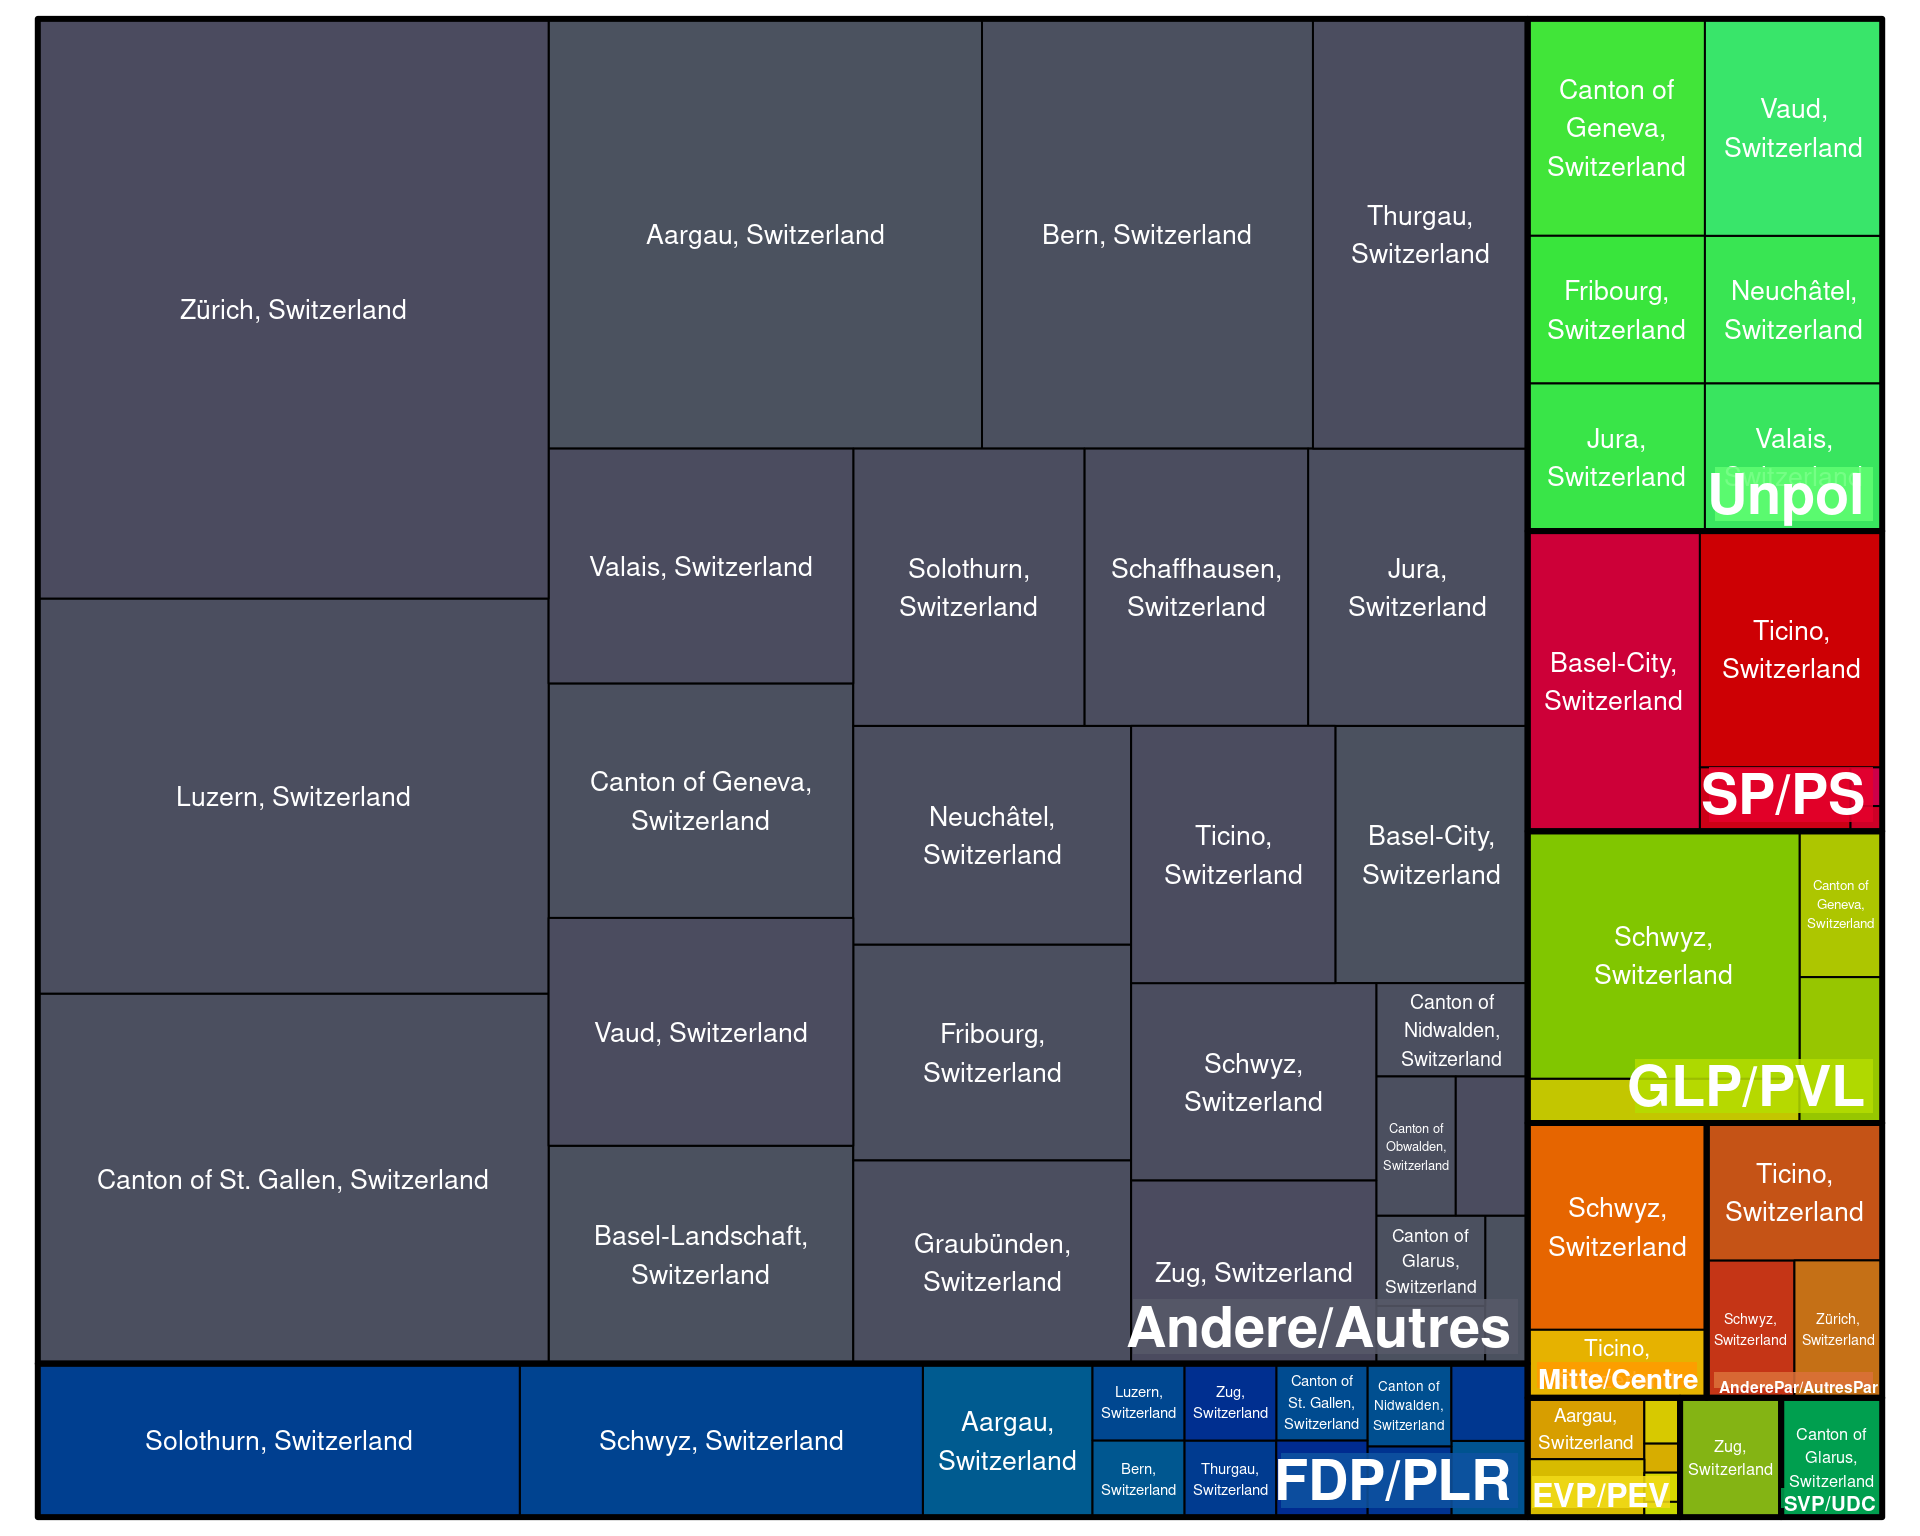 Zürich, Switzerland
Luzern, Switzerland
Canton of St. Gallen, Switzerland
Aargau, Switzerland
Bern, Switzerland
Thurgau,
Switzerland
Valais, Switzerland
Canton of Geneva,
Switzerland
Vaud, Switzerland
Basel-Landschaft,
Switzerland
Solothurn,
Switzerland
Schaffhausen,
Switzerland
Jura,
Switzerland
Neuchâtel,
Switzerland
Fribourg,
Switzerland
Graubünden,
Switzerland
Ticino,
Switzerland
Basel-City,
Switzerland
Schwyz,
Switzerland
Zug, Switzerland
Canton of
Nidwalden,
Switzerland
Canton of
Obwalden,
Switzerland
Canton of
Glarus,
Switzerland
Andere/Autres
Solothurn, Switzerland
Schwyz, Switzerland
Aargau,
Switzerland
Luzern,
Switzerland
Bern,
Switzerland
Zug,
Switzerland
Thurgau,
Switzerland
Canton of
St. Gallen,
Switzerland
Canton of
Nidwalden,
Switzerland
FDP/PLR
Canton of
Geneva,
Switzerland
Vaud,
Switzerland
Fribourg,
Switzerland
Neuchâtel,
Switzerland
Jura,
Switzerland
Valais,
Switzerland
Unpol
Basel-City,
Switzerland
Ticino,
Switzerland
SP/PS
Schwyz,
Switzerland
Canton of
Geneva,
Switzerland
GLP/PVL
Schwyz,
Switzerland
Ticino,
Mitte/Centre
Ticino,
Switzerland
Schwyz,
Switzerland
Zürich,
Switzerland
AnderePar/AutresPar
Aargau,
Switzerland
EVP/PEV
Zug,
Switzerland
Canton of
Glarus,
Switzerland
SVP/UDC